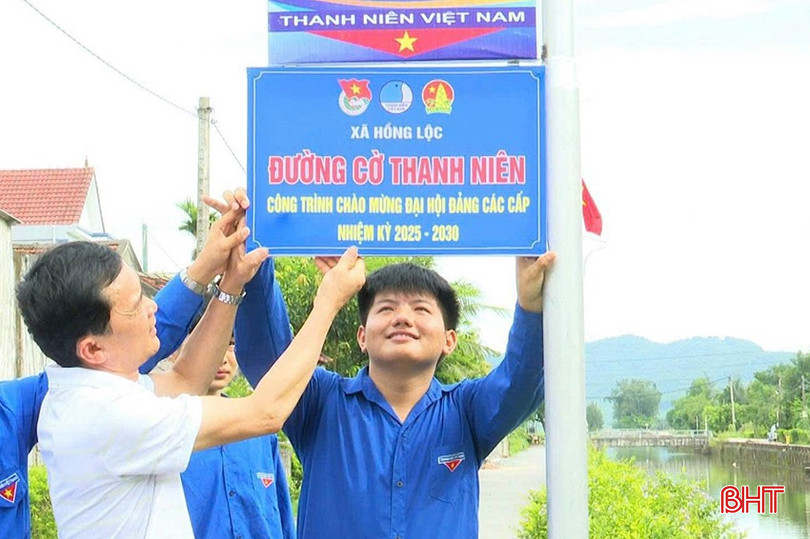 THANH NIÊN VIỆT NAM
XÃ HỒNG LỘC
ĐƯỜNG CỜ THANH NIÊN
CÔNG TRÌNH CHÀO MỪNG ĐẠI HỘI ĐẢNG CÁC CẤP
NHIỆM KỲ 2025 - 2030
BHT